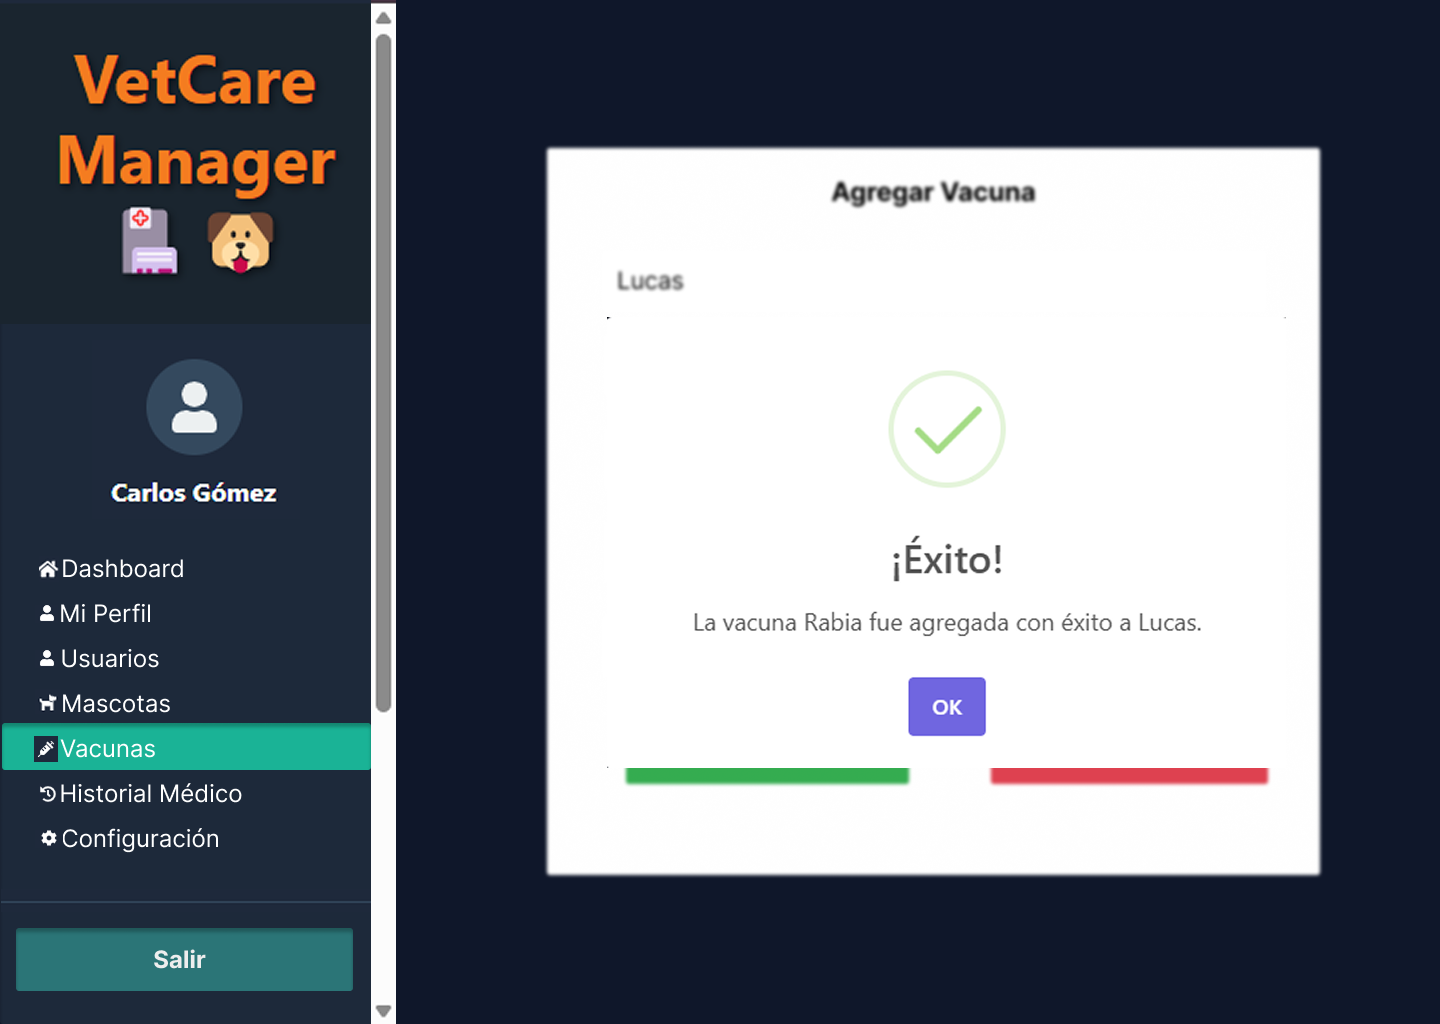 VetCare
Manager
Carlos Gómez
Dashboard
Mi Perfil
Usuarios
Mascotas
Vacunas
Historial Médico
Configuración
Salir
Agregar Vacuna
Lucas
¡Éxito!
La vacuna Rabia fue agregada con éxito a Lucas.
OK